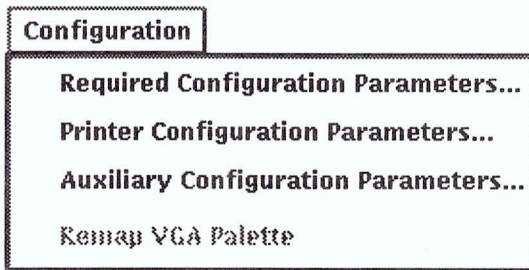 Configuration
Required Configuration Parameters...
Printer Configuration Parameters...
Auxiliary Configuration Parameters...
Remap VGA Palette